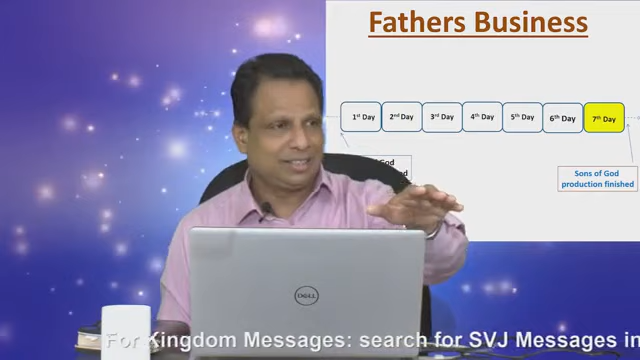 Fathers Business
1st Day 2nd Day 3rd Day 4th Day 5th Day 6th Day 7th Day
God
Sons of God
production finished
DELL
For Kingdom Messages: search for SVJ Messages in